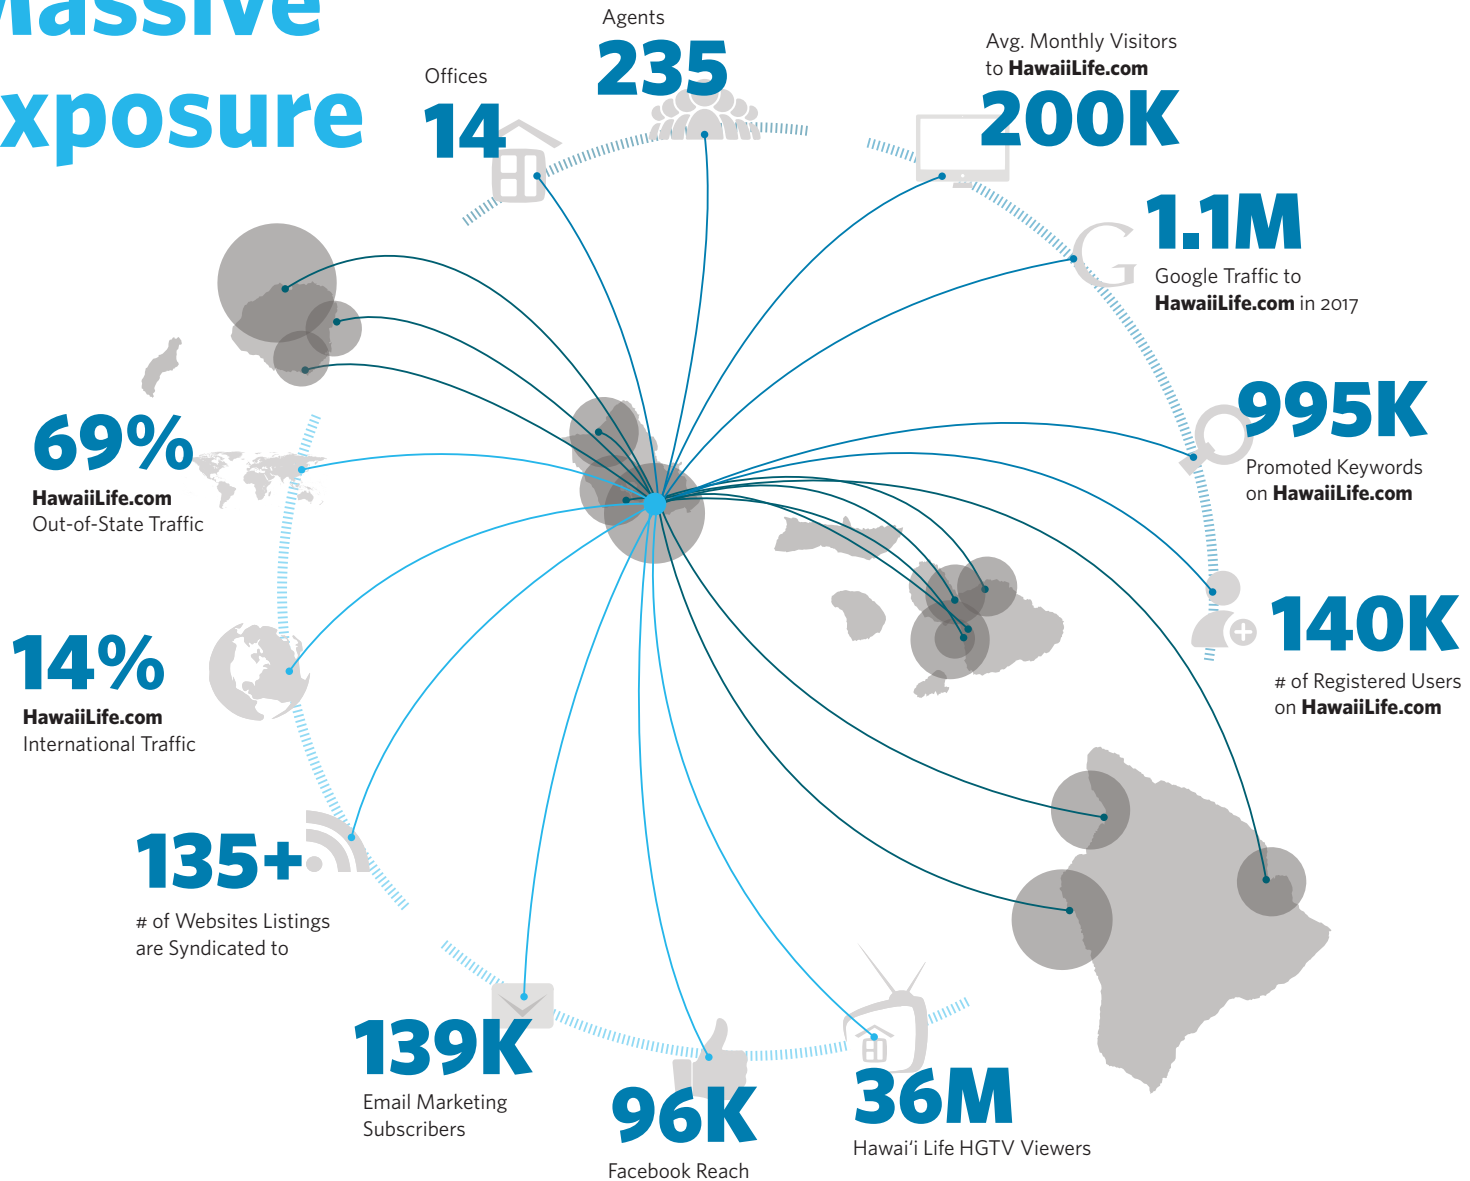 Massive
xposure
Agents
235
Offices
14
Avg. Monthly Visitors
to HawaiiLife.com
200K
1.1M
Google Traffic to
HawaiiLife.com in 2017
G
995K
Promoted Keywords
on HawaiiLife.com
69%
HawaiiLife.com
Out-of-State Traffic
140K
# of Registered Users
on HawaiiLife.com
14%
HawaiiLife.com
International Traffic
135+
# of Websites Listings
are Syndicated to
139K
Email Marketing
Subscribers
96K
Facebook Reach
36M
Hawai‘i Life HGTV Viewers